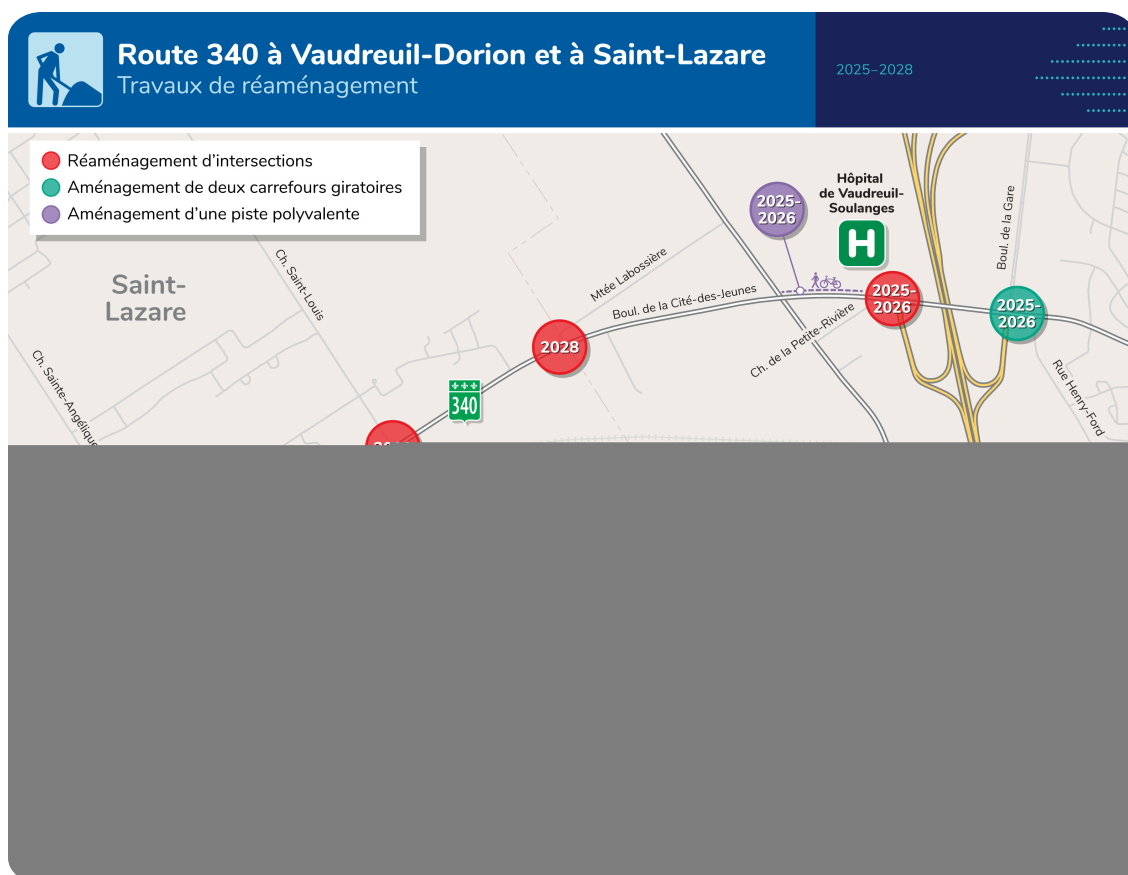 Route 340 à Vaudreuil-Dorion et à Saint-Lazare
Travaux de réaménagement
2025–2028
Réaménagement d'intersections
Aménagement de deux carrefours giratoires
Aménagement d'une piste polyvalente
Hôpital
de Vaudreuil-
Soulanges
H
2025-
2026
Boul. de la Gare
Saint-
Lazare
Ch. Saint-Louis
Mtée Labossière
Boul. de la Cité-des-Jeunes
2025-
2026
2025-
2026
Ch. de la Petite-Rivière
2028
340
Ch. Sainte-Angélique
Rue Henry-Ford